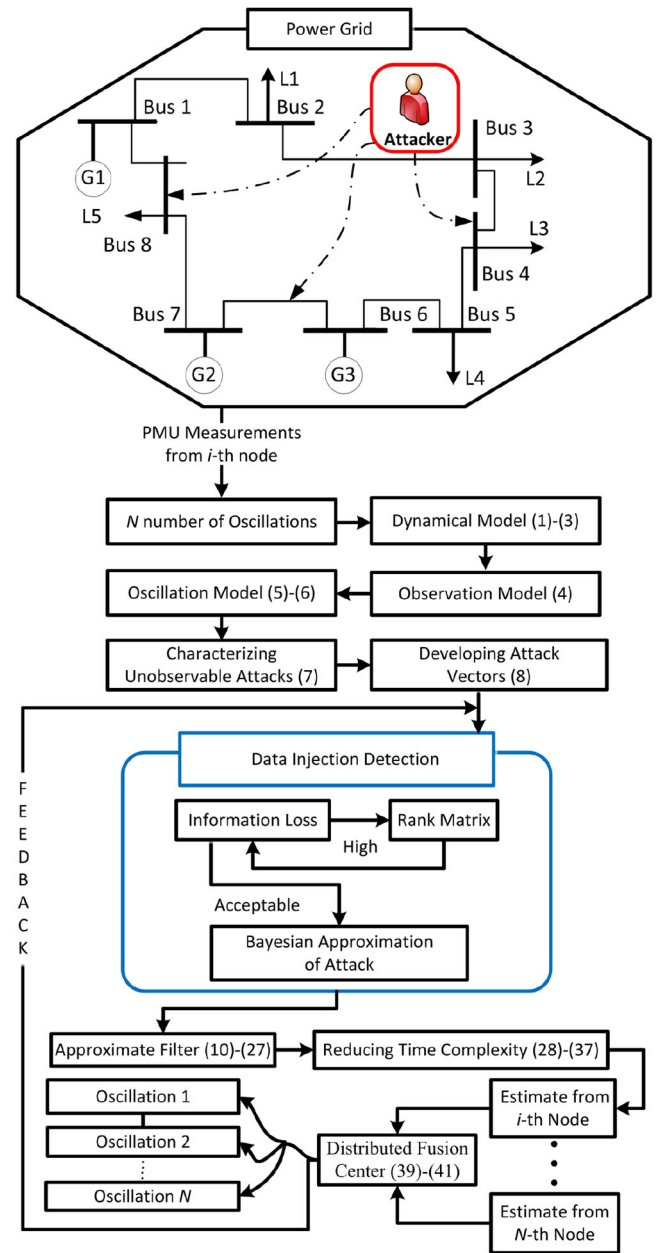 Power Grid
L1
Bus 1
Bus 2
Attacker
Bus 3
G1
L2
L5
L3
Bus 8
Bus 4
Bus 7
Bus 6
Bus 5
G2
G3
L4
PMU Measurements
from i-th node
N number of Oscillations
Dynamical Model (1)-(3)
Oscillation Model (5)-(6)
Observation Model (4)
Characterizing
Unobservable Attacks (7)
Developing Attack
Vectors (8)
FEEDBACK
Data Injection Detection
Information Loss
Rank Matrix
High
Acceptable
Bayesian Approximation
of Attack
Approximate Filter (10)-(27)
Reducing Time Complexity (28)-(37)
Oscillation 1
Oscillation 2
Oscillation N
Distributed Fusion
Center (39)-(41)
Estimate from
i-th Node
Estimate from
N-th Node